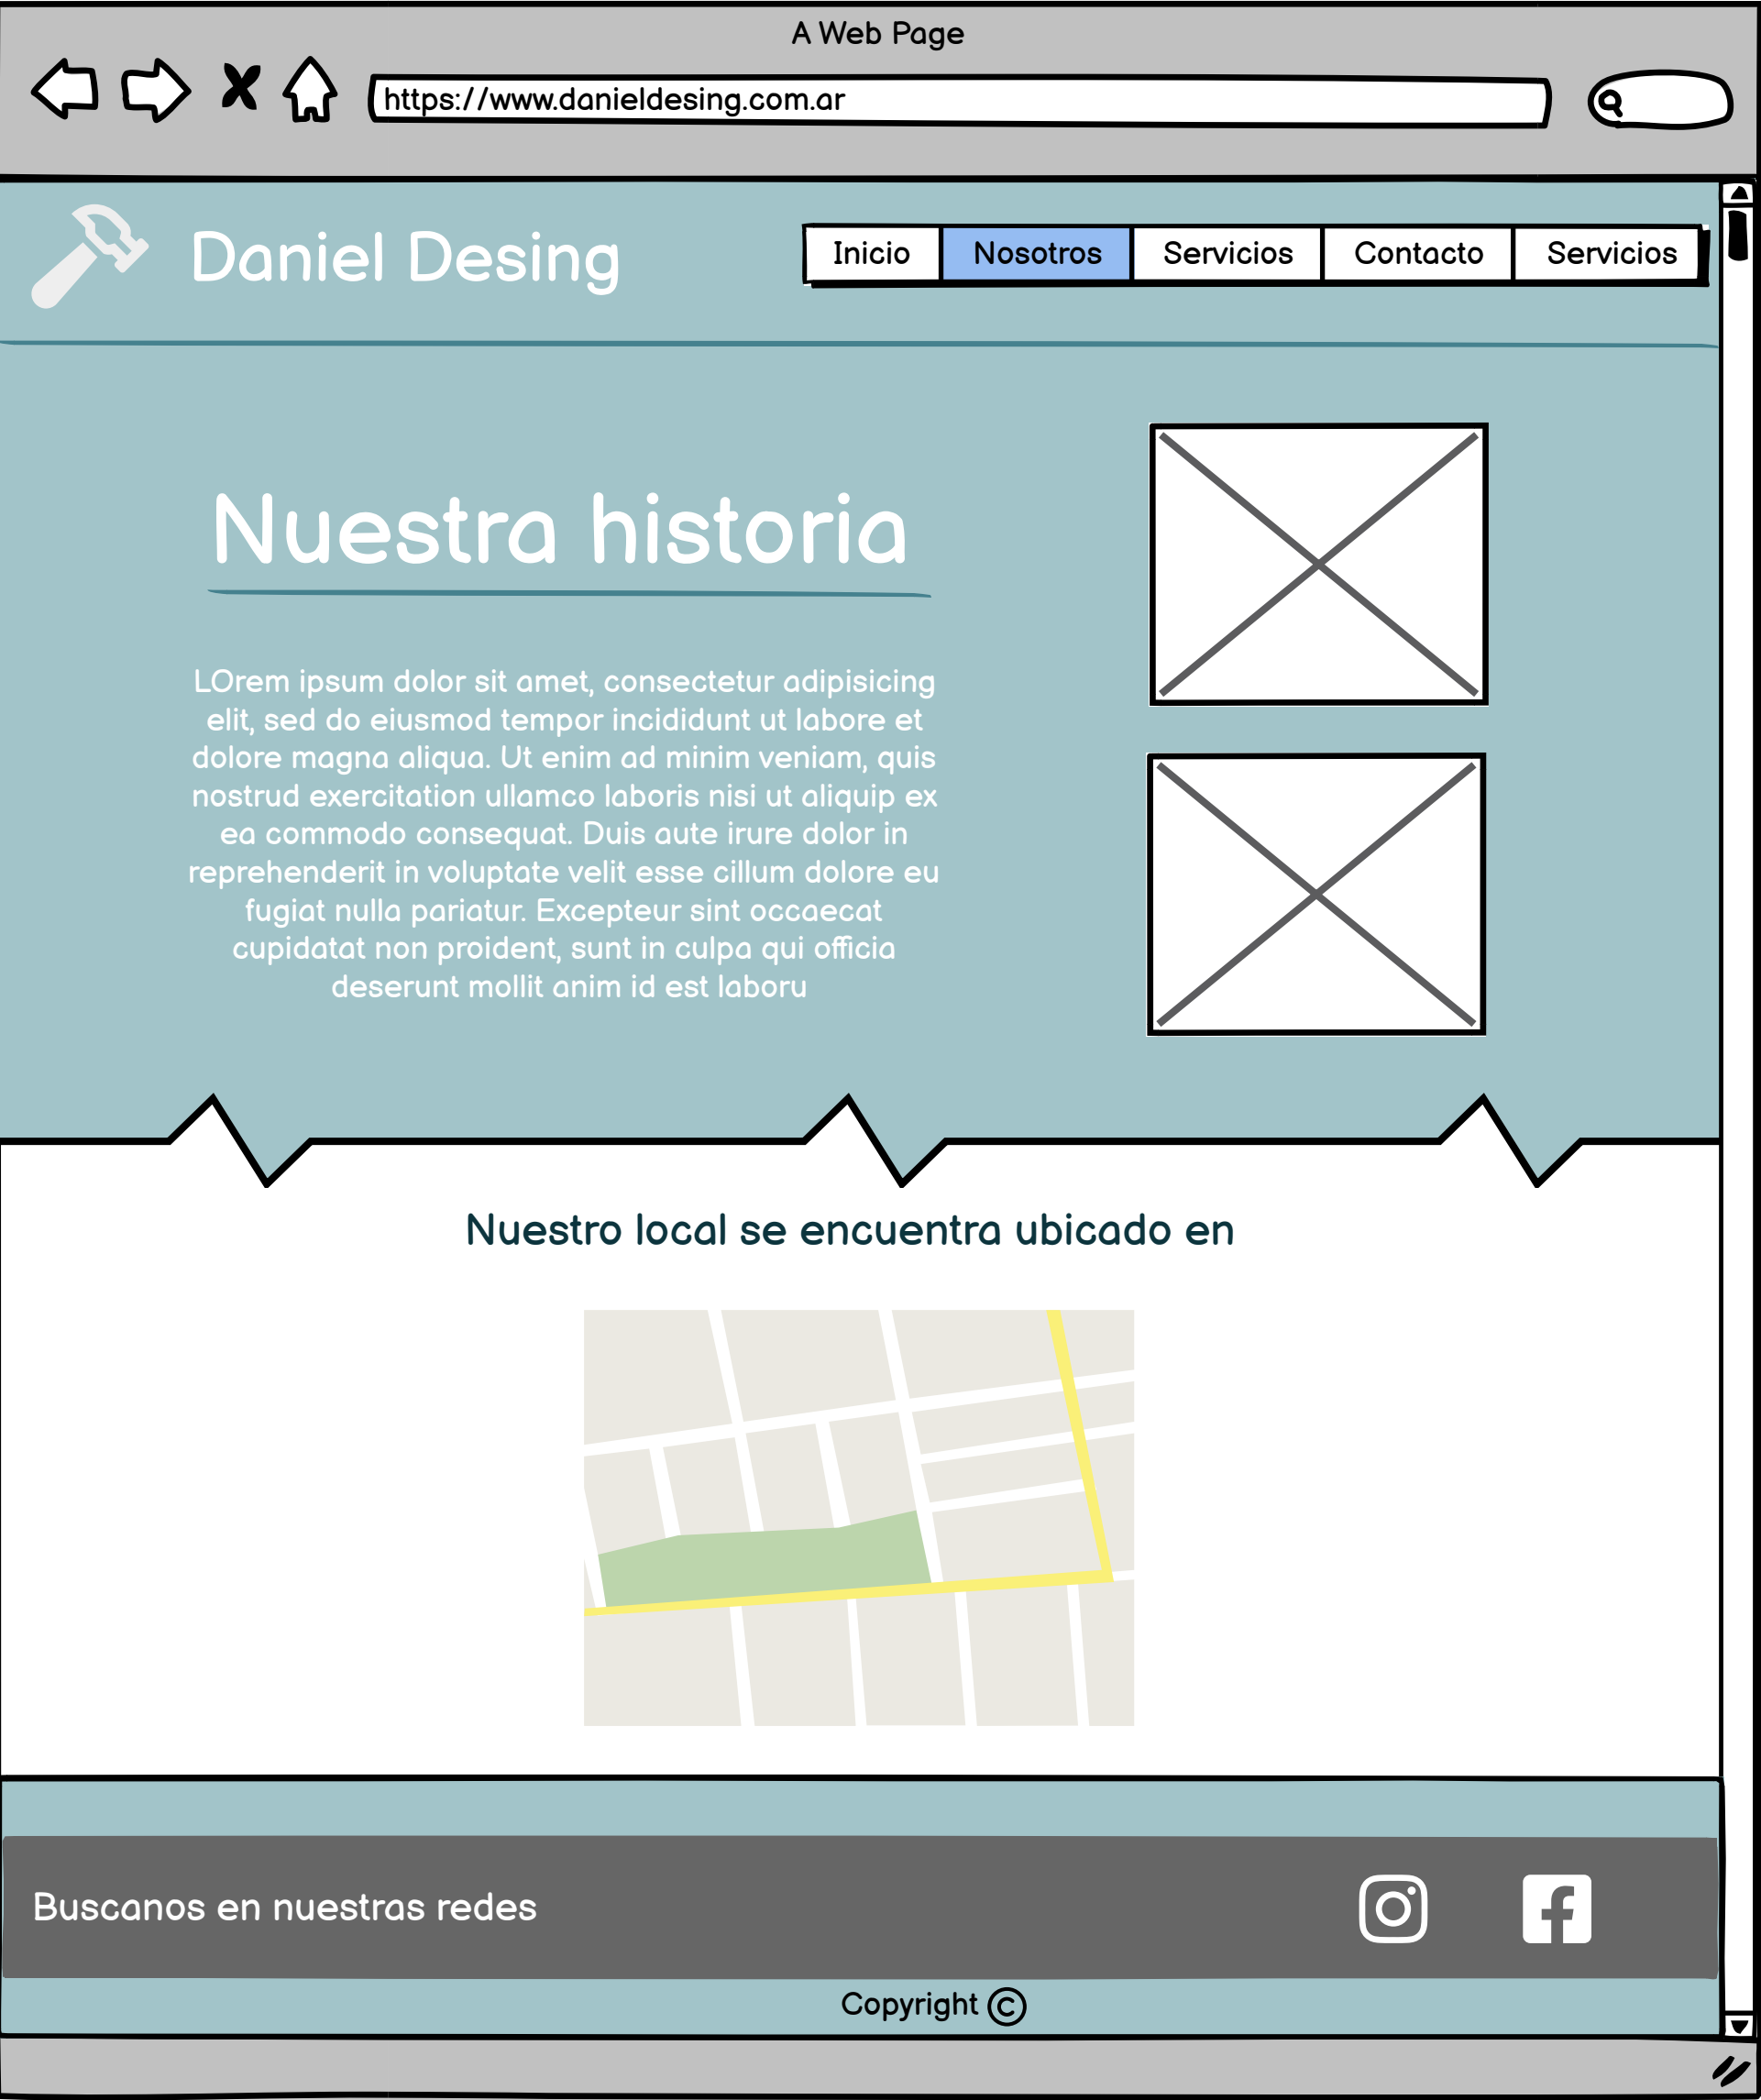 A Web Page
https://www.danieldesing.com.ar
Daniel Desing
Inicio Nosotros Servicios Contacto Servicios
Nuestra historia
LOrem ipsum dolor sit amet, consectetur adipisicing
elit, sed do eiusmod tempor incididunt ut labore et
dolore magna aliqua. Ut enim ad minim veniam, quis
nostrud exercitation ullamco laboris nisi ut aliquip ex
ea commodo consequat. Duis aute irure dolor in
reprehenderit in voluptate velit esse cillum dolore eu
fugiat nulla pariatur. Excepteur sint occaecat
cupidatat non proident, sunt in culpa qui officia
deserunt mollit anim id est laboru
Nuestro local se encuentra ubicado en
Buscanos en nuestras redes
Copyright ©